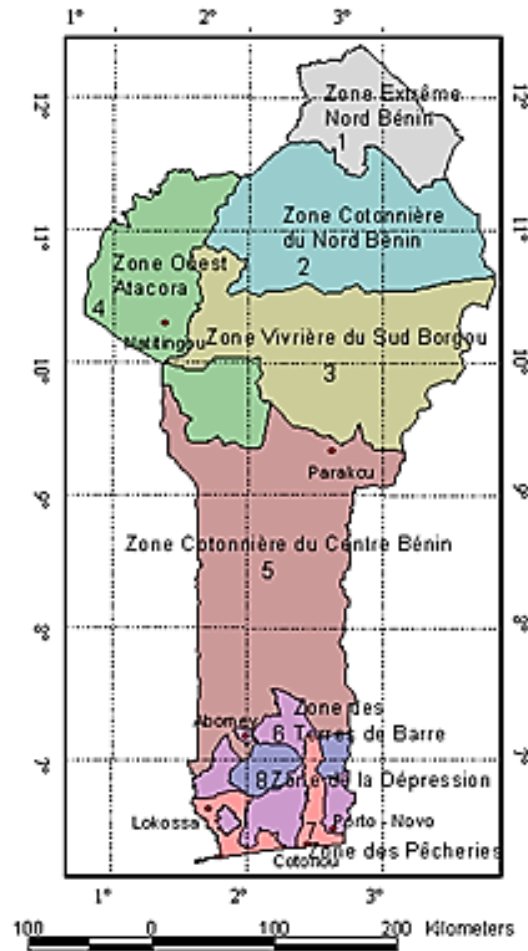 1° 2° 3°
12° 12°
Zone Extrême
Nord Bénin
1
11° 11°
Zone Cotonnière
du Nord Bénin
2
Zone Ouest
Atacora
4
Natitingou
Zone Vivrière du Sud Borgou
3
10° 10°
Parakou
9° 9°
Zone Cotonnière du Centre Bénin
5
8° 8°
Zone des
Abomey
6 Terres de Barre
7° 7°
8 Zone de la Dépression
Lokossa
7 Porto-Novo
Zone des Pêcheries
Cotonou
1° 2° 3°
100 0 100 200 Kilometers